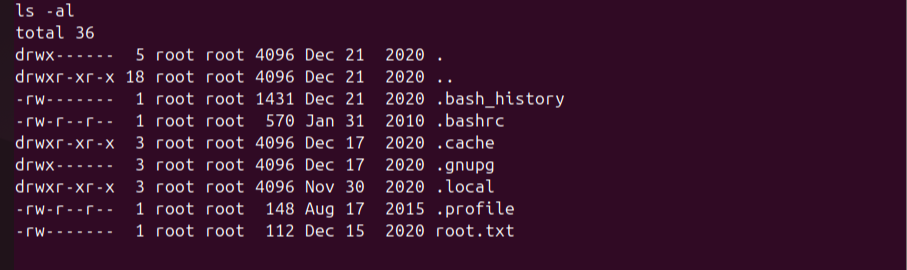 ls -al
total 36
drwx------  5 root root 4096 Dec 21  2020 .
drwxr-xr-x 18 root root 4096 Dec 21  2020 ..
-rw-------  1 root root 1431 Dec 21  2020 .bash_history
-rw-r--r--  1 root root  570 Jan 31  2010 .bashrc
drwxr-xr-x  3 root root 4096 Dec 17  2020 .cache
drwx------  3 root root 4096 Dec 17  2020 .gnupg
drwxr-xr-x  3 root root 4096 Nov 30  2020 .local
-rw-r--r--  1 root root  148 Aug 17  2015 .profile
-rw-------  1 root root  112 Dec 15  2020 root.txt